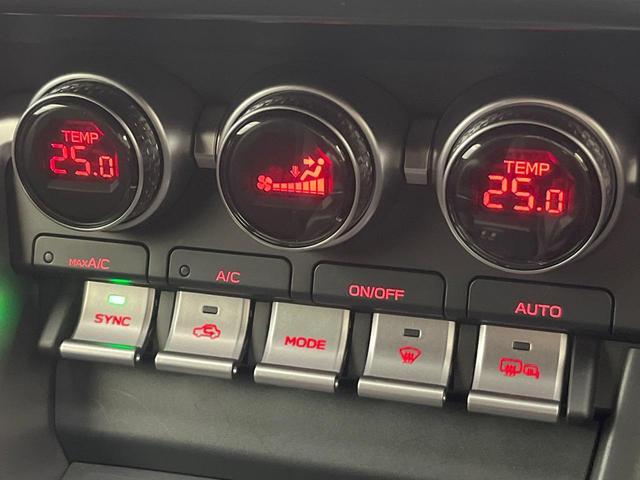 TEMP
25.0
TEMP
25.0
MAX A/C
A/C
ON/OFF
AUTO
SYNC
MODE